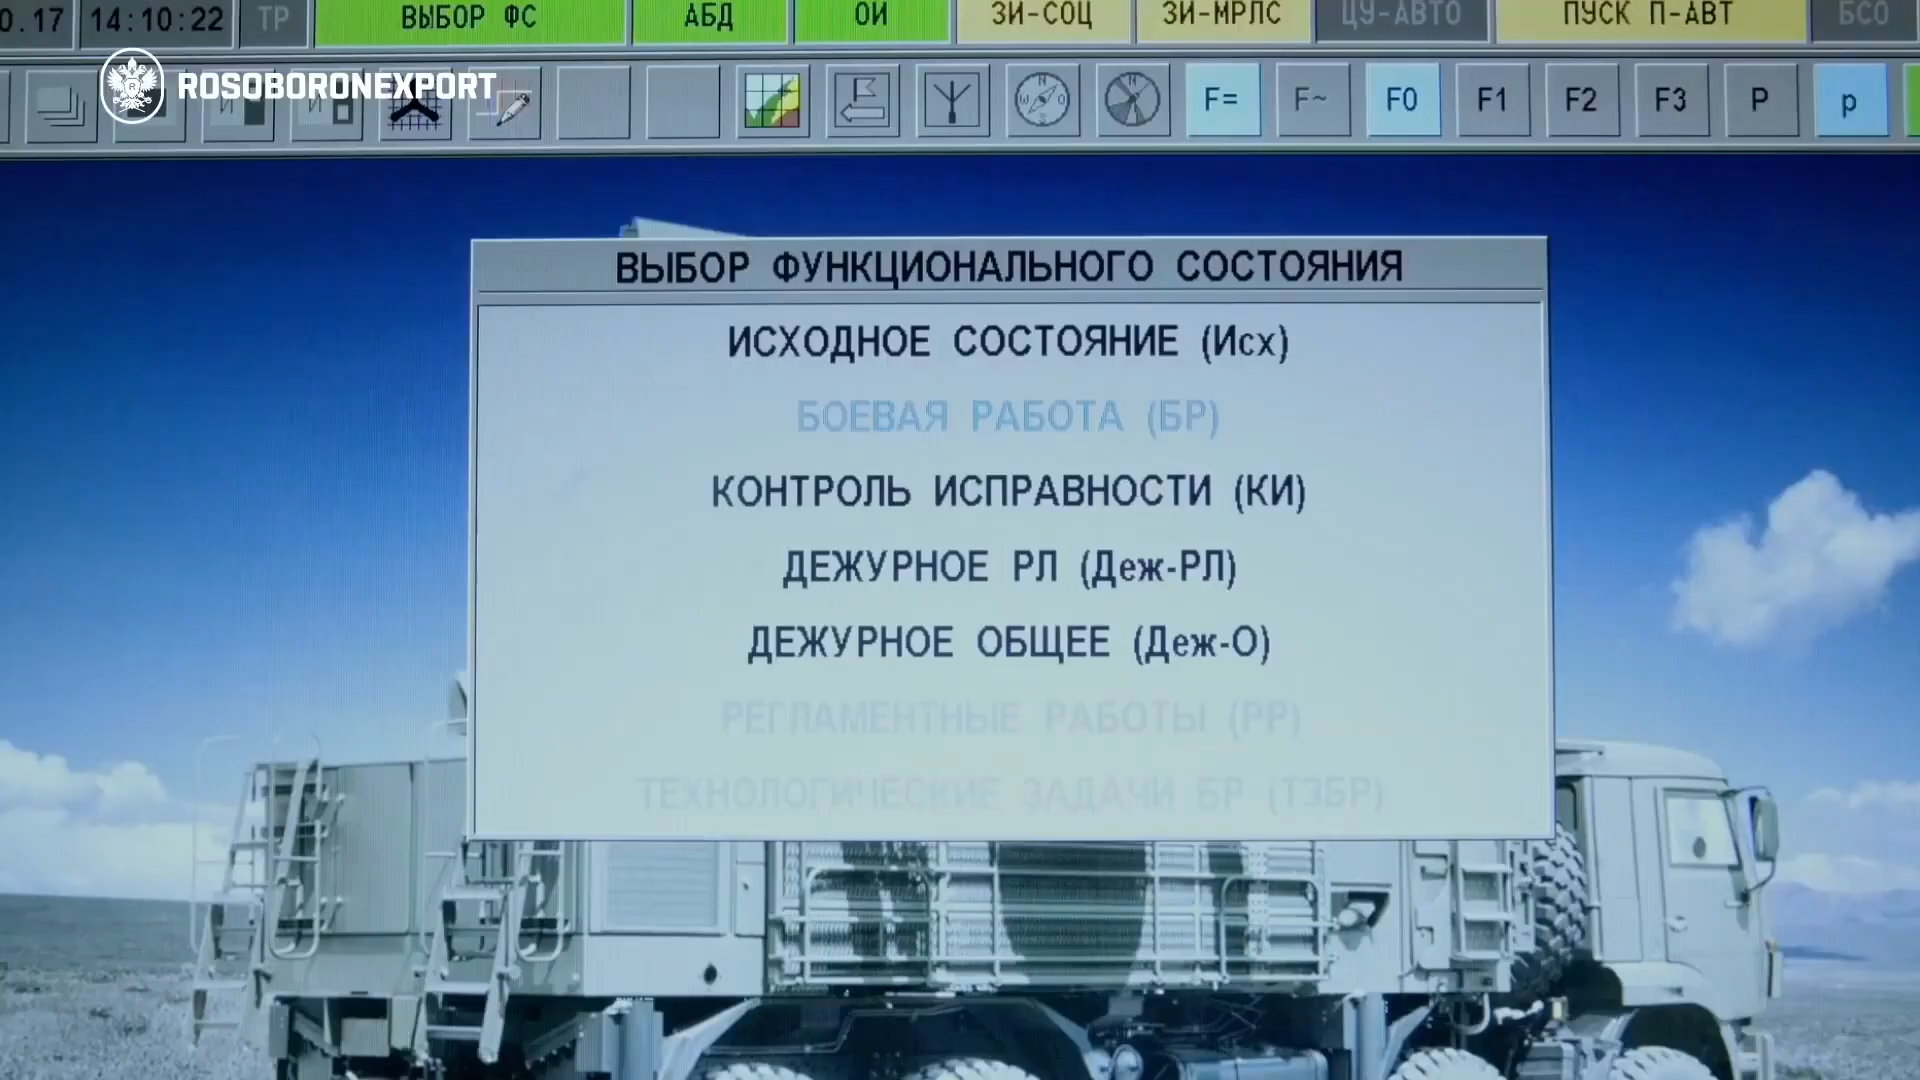 0.17 14:10:22 ТР ВЫБОР ФС АБД ОИ ЗИ-СОЦ ЗИ-МРЛС ЦУ-АВТО ПУСК П-АВТ БСО
ROSOBORONEXPORT
F= F~ F0 F1 F2 F3 P p
ВЫБОР ФУНКЦИОНАЛЬНОГО СОСТОЯНИЯ
ИСХОДНОЕ СОСТОЯНИЕ (Исх)
БОЕВАЯ РАБОТА (БР)
КОНТРОЛЬ ИСПРАВНОСТИ (КИ)
ДЕЖУРНОЕ РЛ (Деж-РЛ)
ДЕЖУРНОЕ ОБЩЕЕ (Деж-О)
РЕГЛАМЕНТНЫЕ РАБОТЫ (РР)
ТЕХНОЛОГИЧЕСКИЕ ЗАДАЧИ БР (ТЗБР)